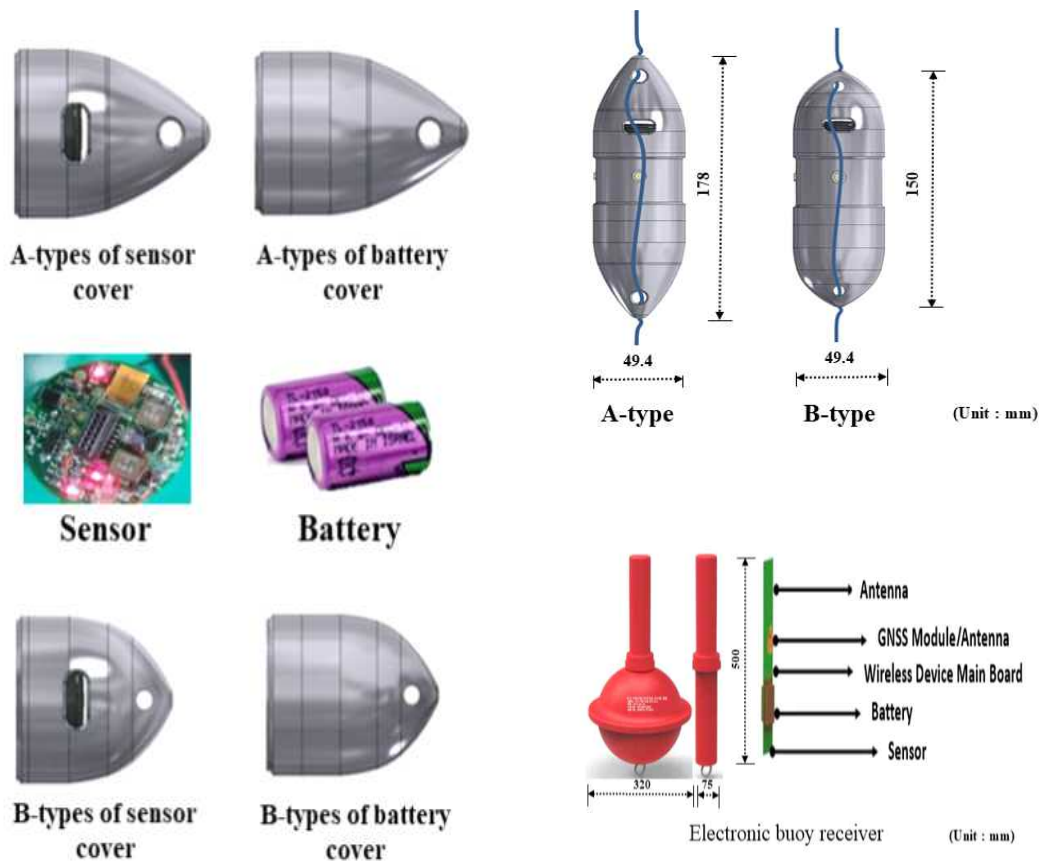 A-types of sensor
cover
A-types of battery
cover
Sensor
Battery
B-types of sensor
cover
B-types of battery
cover
178
150
49.4
49.4
A-type
B-type
(Unit : mm)
500
320
75
Antenna
GNSS Module/Antenna
Wireless Device Main Board
Battery
Sensor
Electronic buoy receiver
(Unit : mm)